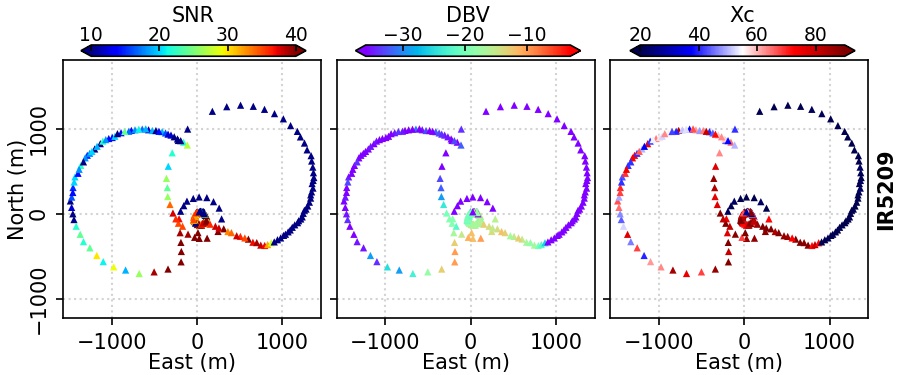 SNR DBV Xc
10 20 30 40 −30 −20 −10 20 40 60 80
North (m)
1000
0
−1000
IR5209
−1000 0 1000 −1000 0 1000 −1000 0 1000
East (m) East (m) East (m)